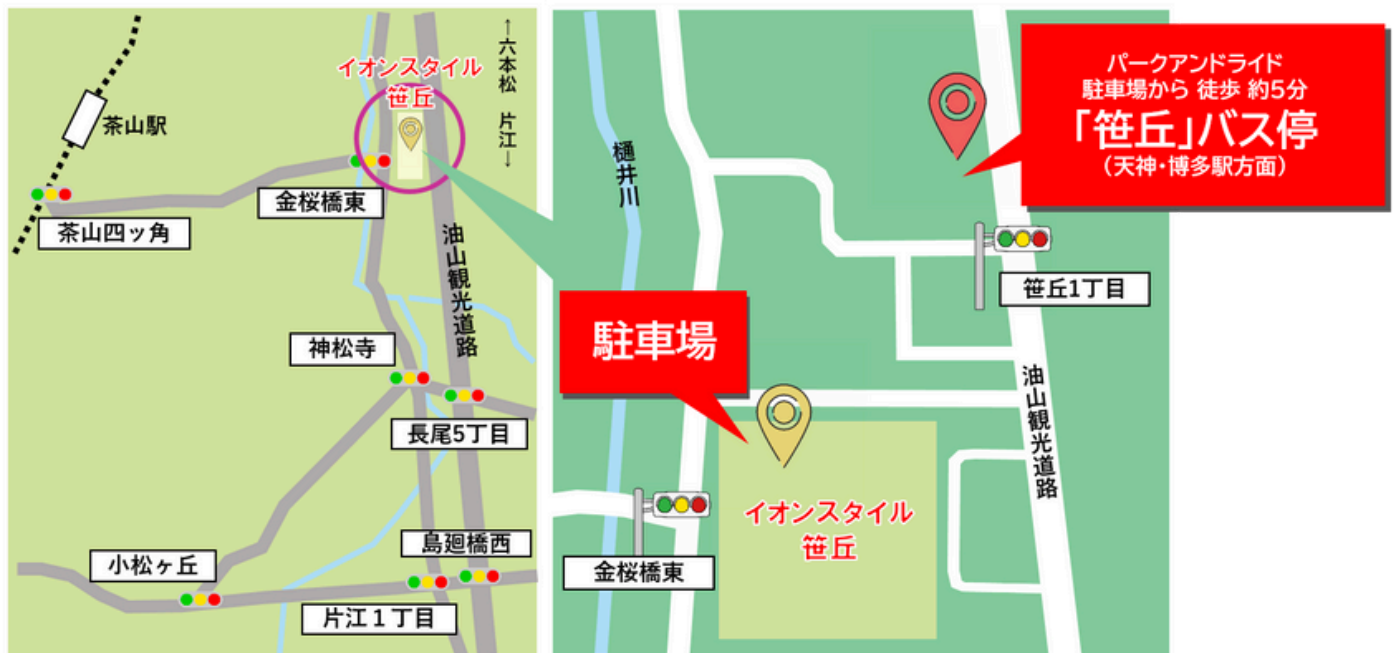 ↑六本松　片江↓
イオンスタイル
笹丘
茶山駅
金桜橋東
茶山四ッ角
油山観光道路
神松寺
長尾5丁目
島廻橋西
小松ヶ丘
片江１丁目
樋井川
パークアンドライド
駐車場から 徒歩 約5分
「笹丘」バス停
（天神・博多駅方面）
笹丘1丁目
駐車場
油山観光道路
イオンスタイル
笹丘
金桜橋東